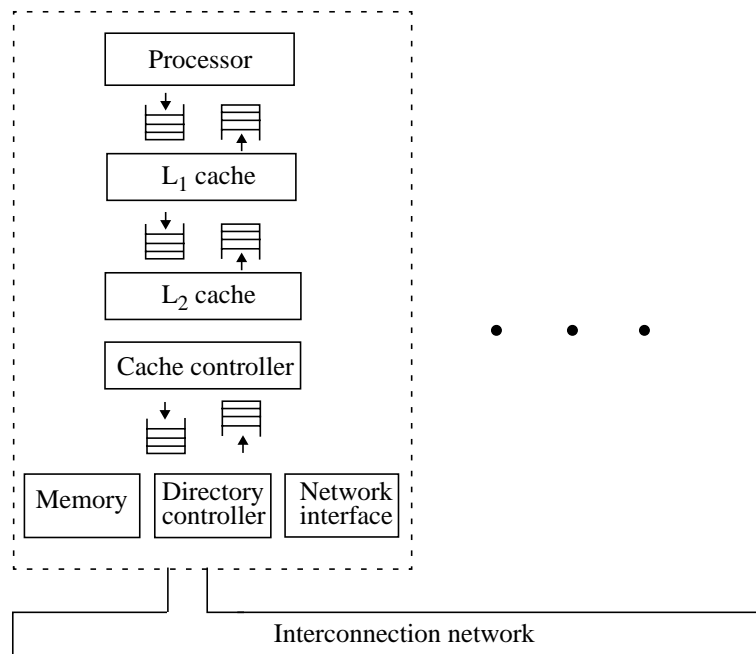 Processor
L₁ cache
L₂ cache
Cache controller
Memory
Directory
controller
Network
interface
Interconnection network